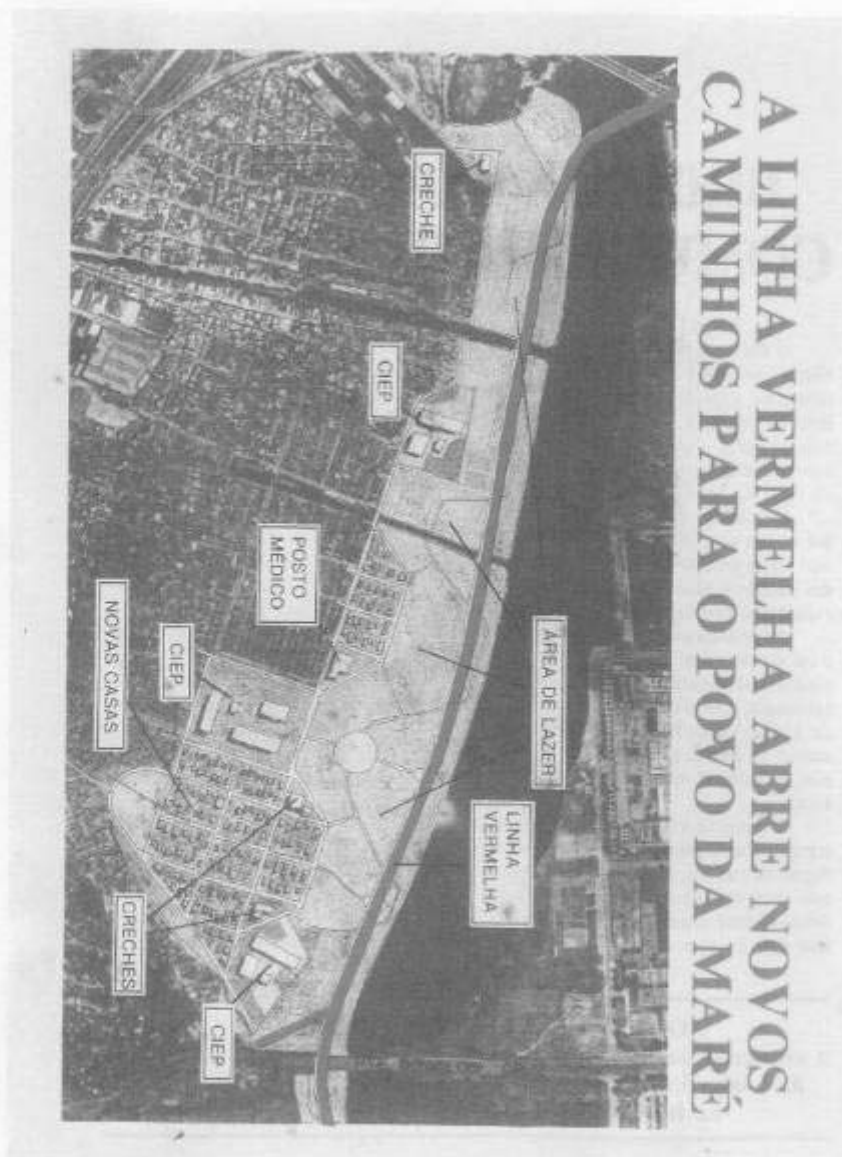 A LINHA VERMELHA ABRE NOVOS
CAMINHOS PARA O POVO DA MARÉ
CRECHE
CIEP
ÁREA DE LAZER
LINHA
VERMELHA
POSTO
MÉDICO
CIEP
NOVAS CASAS
CRECHES
CIEP